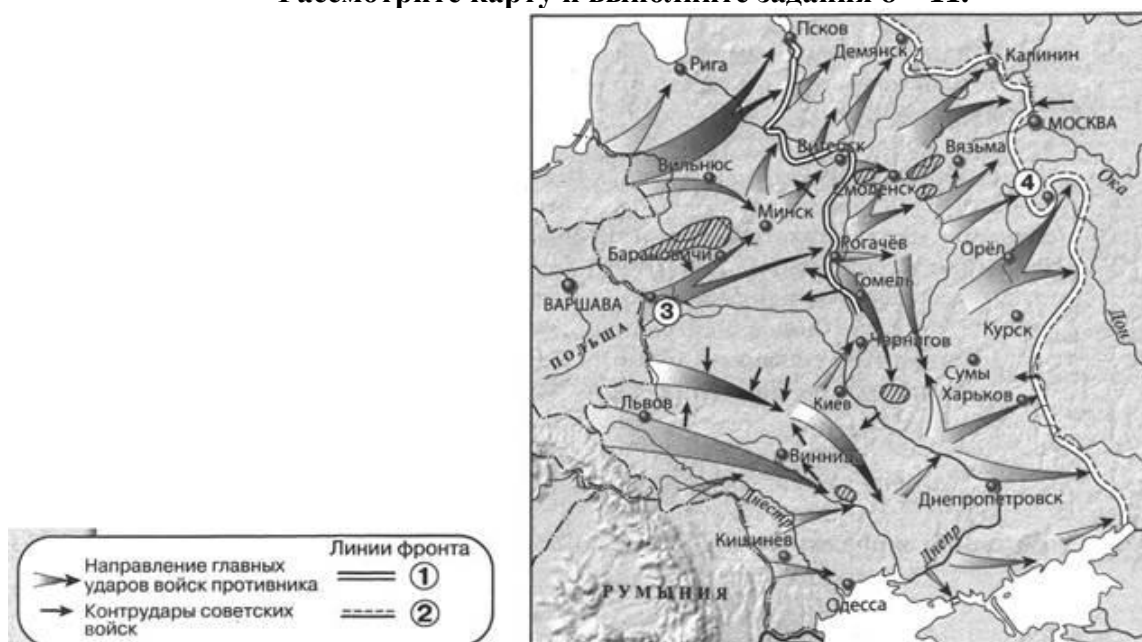 Рассмотрите карту и выполните задания 8 – 11.
Псков
Демянск
Калинин
Рига
МОСКВА
Витебск
Вязьма
Вильнюс
Смоленск
4
Ока
Минск
Рогачёв
Орёл
Барановичи
Гомель
ВАРШАВА
3
Курск
Дон
ПОЛЬША
Чернигов
Сумы
Львов
Киев
Харьков
Винница
Днепропетровск
Днестр
Кишинёв
Днепр
РУМЫНИЯ
Одесса
Линии фронта
Направление главных
ударов войск противника
1
Контрудары советских
войск
2